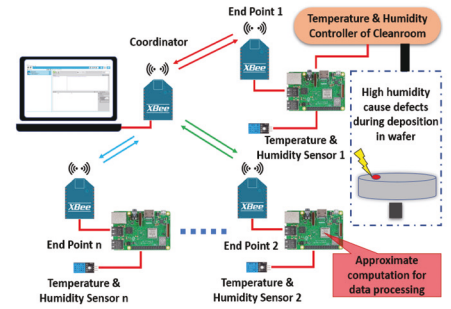 End Point 1
Temperature & Humidity
Controller of Cleanroom
Coordinator
XBee
XBee
High humidity
cause defects
during deposition
in wafer
Temperature &
Humidity Sensor 1
XBee
XBee
End Point n
End Point 2
Approximate
computation for
data processing
Temperature &
Humidity Sensor n
Temperature &
Humidity Sensor 2